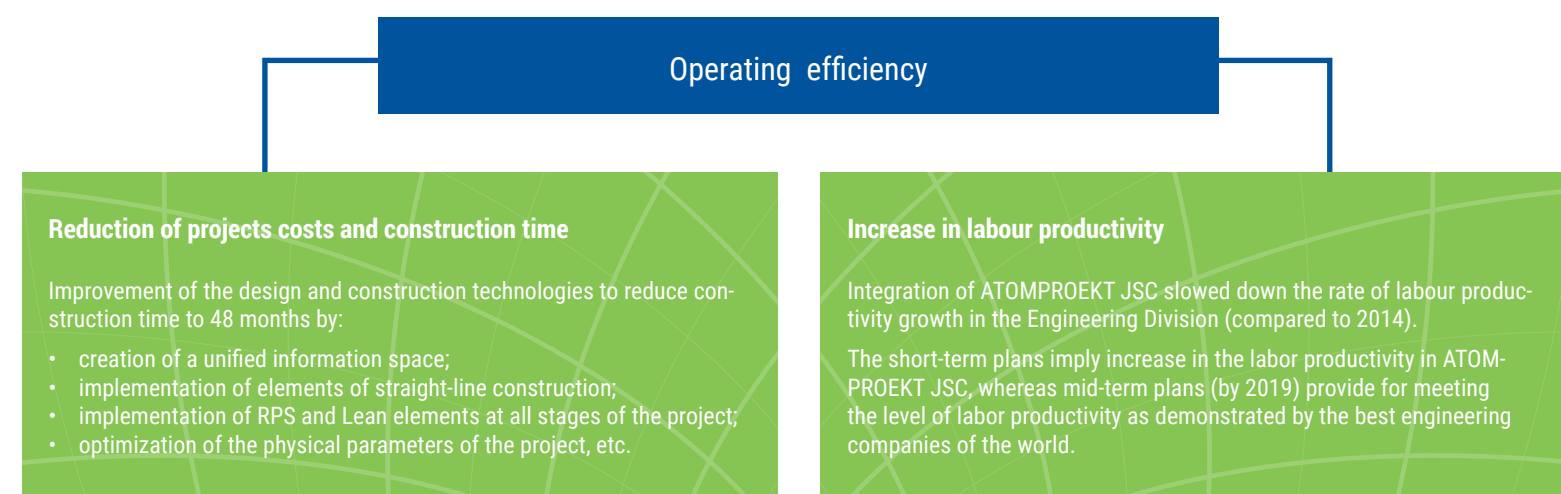 Operating efficiency
Reduction of projects costs and construction time
Improvement of the design and construction technologies to reduce con-
struction time to 48 months by:
• creation of a unified information space;
• implementation of elements of straight-line construction;
• implementation of RPS and Lean elements at all stages of the project;
• optimization of the physical parameters of the project, etc.
Increase in labour productivity
Integration of ATOMPROEKT JSC slowed down the rate of labour produc-
tivity growth in the Engineering Division (compared to 2014).
The short-term plans imply increase in the labor productivity in ATOM-
PROEKT JSC, whereas mid-term plans (by 2019) provide for meeting
the level of labor productivity as demonstrated by the best engineering
companies of the world.